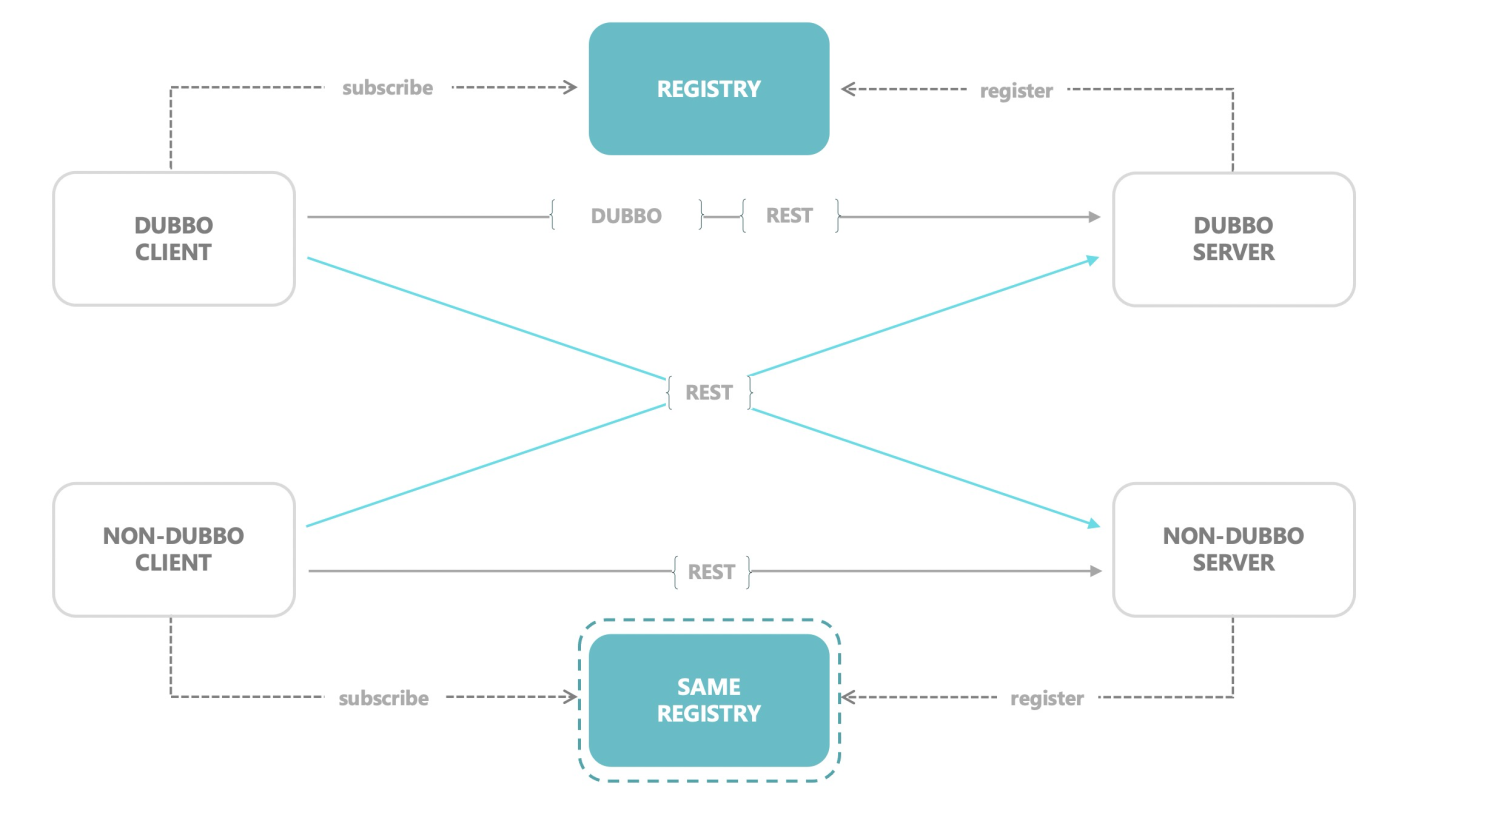 subscribe
REGISTRY
register
DUBBO
CLIENT
DUBBO
REST
DUBBO
SERVER
REST
NON-DUBBO
CLIENT
REST
NON-DUBBO
SERVER
subscribe
SAME
REGISTRY
register